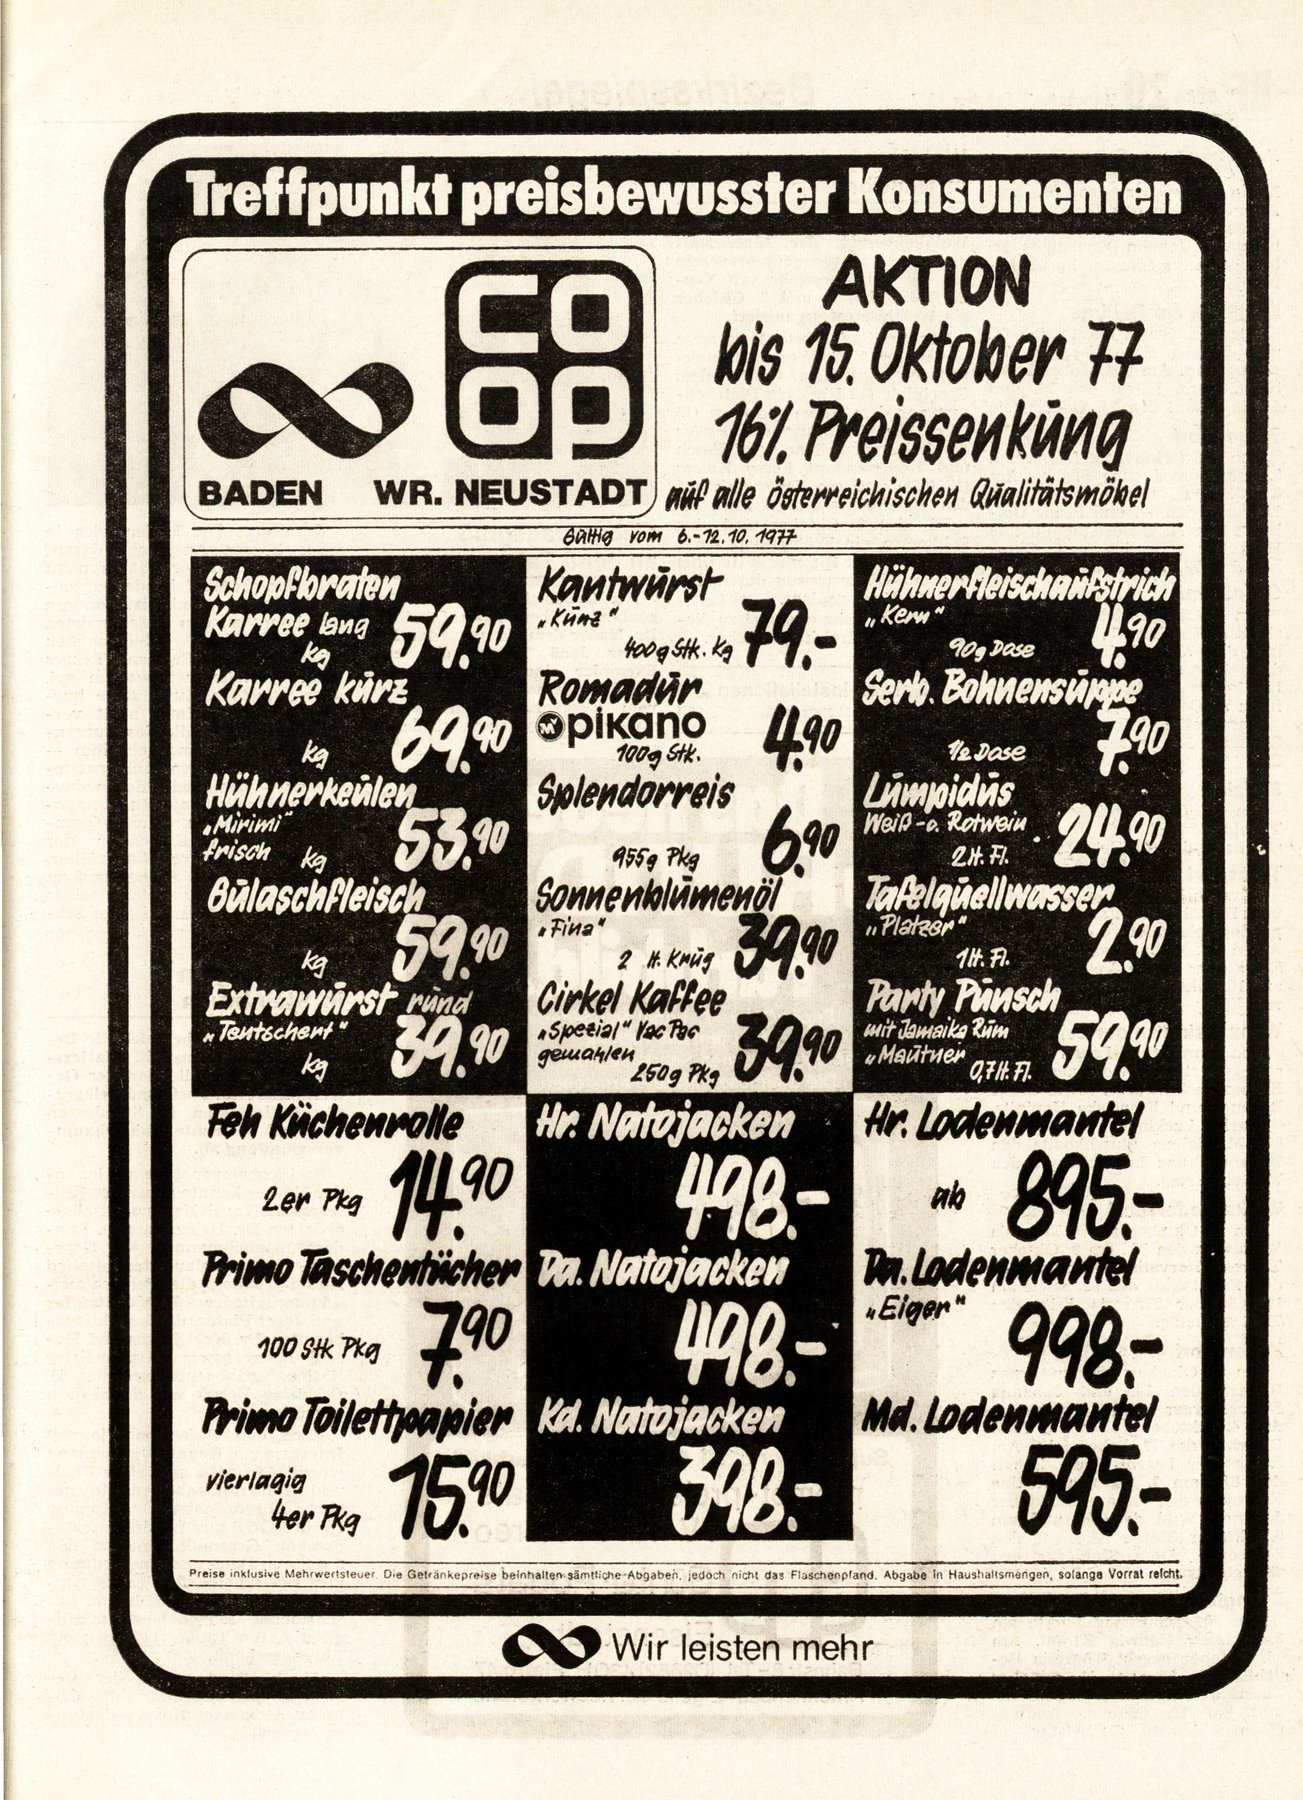 Treffpunkt preisbewusster Konsumenten
CO
OP
BADEN WR. NEUSTADT
AKTION
bis 15. Oktober 77
16% Preissenkung
auf alle österreichischen Qualitätsmöbel
Gültig vom 6.-12.10.1977
Schopfbraten
Karree lang
kg 59.90
Karree kurz
kg 69.90
Hühnerkeulen
"Mirimi"
frisch kg 53.90
Gulaschfleisch
kg 59.90
Extrawurst rund
"Teutschert"
kg 39.90
Kantwurst
"Kunz"
400g Stk. kg 79.-
Romadur
pikano
100g Stk. 4.90
Splendorreis
955g Pkg 6.90
Sonnenblumenöl
"Fina"
2 lt. Krug 39.90
Cirkel Kaffee
"Spezial" Vac Pac
gemahlen
250g Pkg 39.90
Hühnerfleischaufstrich
"Kern"
90g Dose 4.90
Serb. Bohnensuppe
1/2 Dose 7.90
Lumpidus
Weiß- o. Rotwein
2 lt. Fl. 24.90
Tafelquellwasser
"Platzer"
1 lt. Fl. 2.90
Party Punsch
mit Jamaika Rum
"Mautner
0,7 lt. Fl. 59.90
Feh Küchenrolle
2er Pkg 14.90
Primo Taschentücher
100 Stk Pkg 7.90
Primo Toilettpapier
vierlagig
4er Pkg 15.90
Hr. Natojacken
498.-
Da. Natojacken
498.-
Kd. Natojacken
398.-
Hr. Lodenmantel
ab 895.-
Da. Lodenmantel
"Eiger"
998.-
Md. Lodenmantel
595.-
Preise inklusive Mehrwertsteuer. Die Getränkepreise beinhalten sämtliche Abgaben, jedoch nicht das Flaschenpfand. Abgabe in Haushaltsmengen, solange Vorrat reicht.
Wir leisten mehr